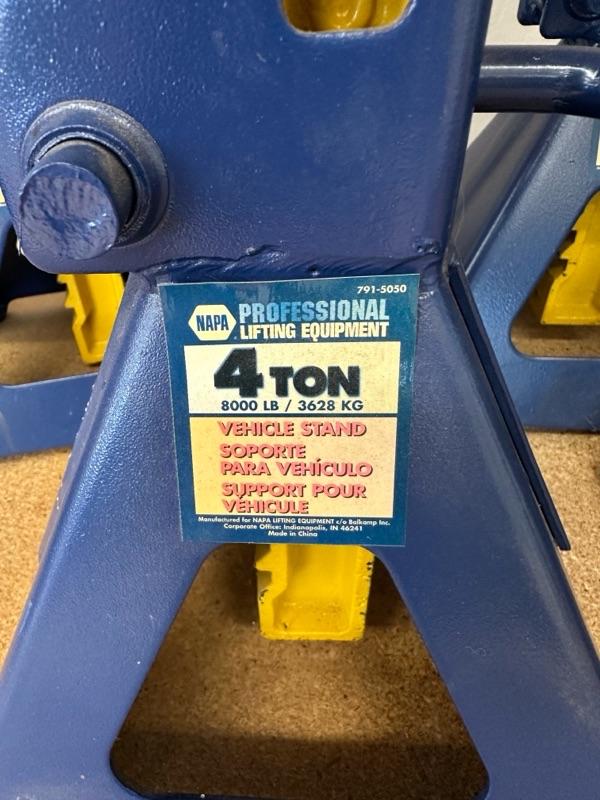 791-5050
NAPA PROFESSIONAL
LIFTING EQUIPMENT
4 TON
8000 LB / 3628 KG
VEHICLE STAND
SOPORTE
PARA VEHÍCULO
SUPPORT POUR
VÉHICULE
Manufactured for NAPA LIFTING EQUIPMENT c/o Balkamp Inc.
Corporate Office: Indianapolis, IN 46241
Made in China